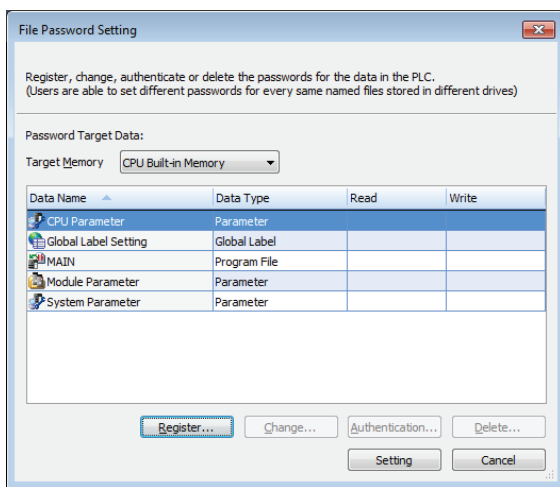 File Password Setting
Register, change, authenticate or delete the passwords for the data in the PLC.
(Users are able to set different passwords for every same named files stored in different drives)
Password Target Data:
Target Memory CPU Built-in Memory
Data Name Data Type Read Write
CPU Parameter Parameter
Global Label Setting Global Label
MAIN Program File
Module Parameter Parameter
System Parameter Parameter
Register... Change... Authentication... Delete...
Setting Cancel